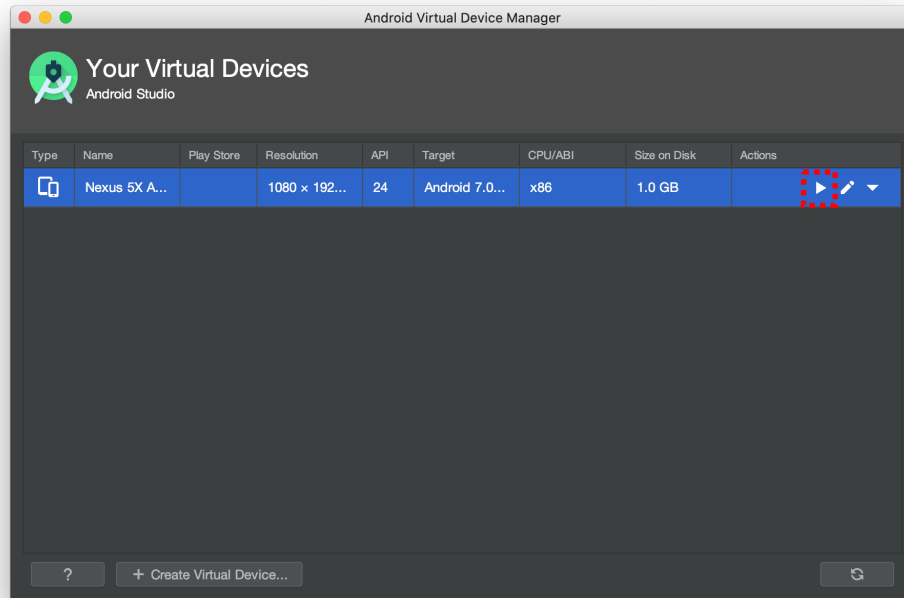 Android Virtual Device Manager
Your Virtual Devices
Android Studio
Type Name Play Store Resolution API Target CPU/ABI Size on Disk Actions
Nexus 5X A... 1080 × 192... 24 Android 7.0... x86 1.0 GB
? + Create Virtual Device...